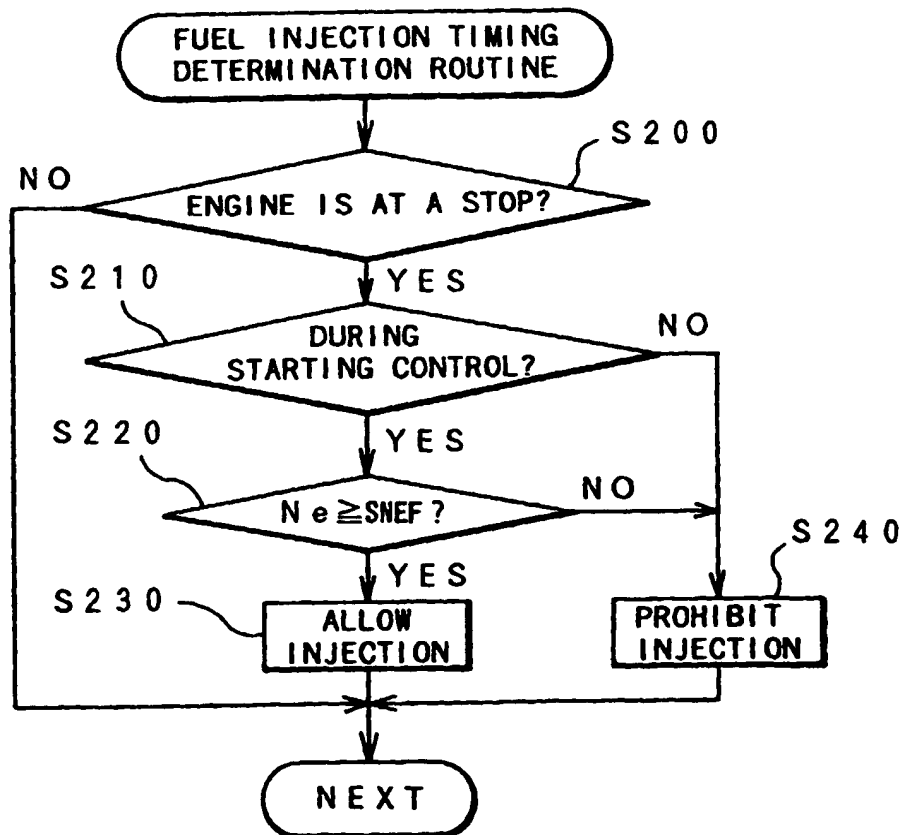 FUEL INJECTION TIMING
DETERMINATION ROUTINE
S200
NO
ENGINE IS AT A STOP?
YES
S210
NO
DURING
STARTING CONTROL?
YES
S220
NO
Ne≧SNEF?
S240
YES
S230
ALLOW
INJECTION
PROHIBIT
INJECTION
NEXT